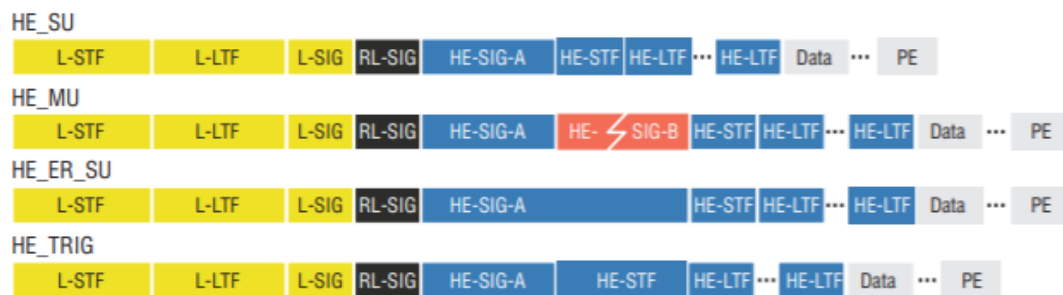 HE_SU
L-STF L-LTF L-SIG RL-SIG HE-SIG-A HE-STF HE-LTF ••• HE-LTF Data ••• PE
HE_MU
L-STF L-LTF L-SIG RL-SIG HE-SIG-A HE- SIG-B HE-STF HE-LTF ••• HE-LTF Data ••• PE
HE_ER_SU
L-STF L-LTF L-SIG RL-SIG HE-SIG-A HE-STF HE-LTF ••• HE-LTF Data ••• PE
HE_TRIG
L-STF L-LTF L-SIG RL-SIG HE-SIG-A HE-STF HE-LTF ••• HE-LTF Data ••• PE